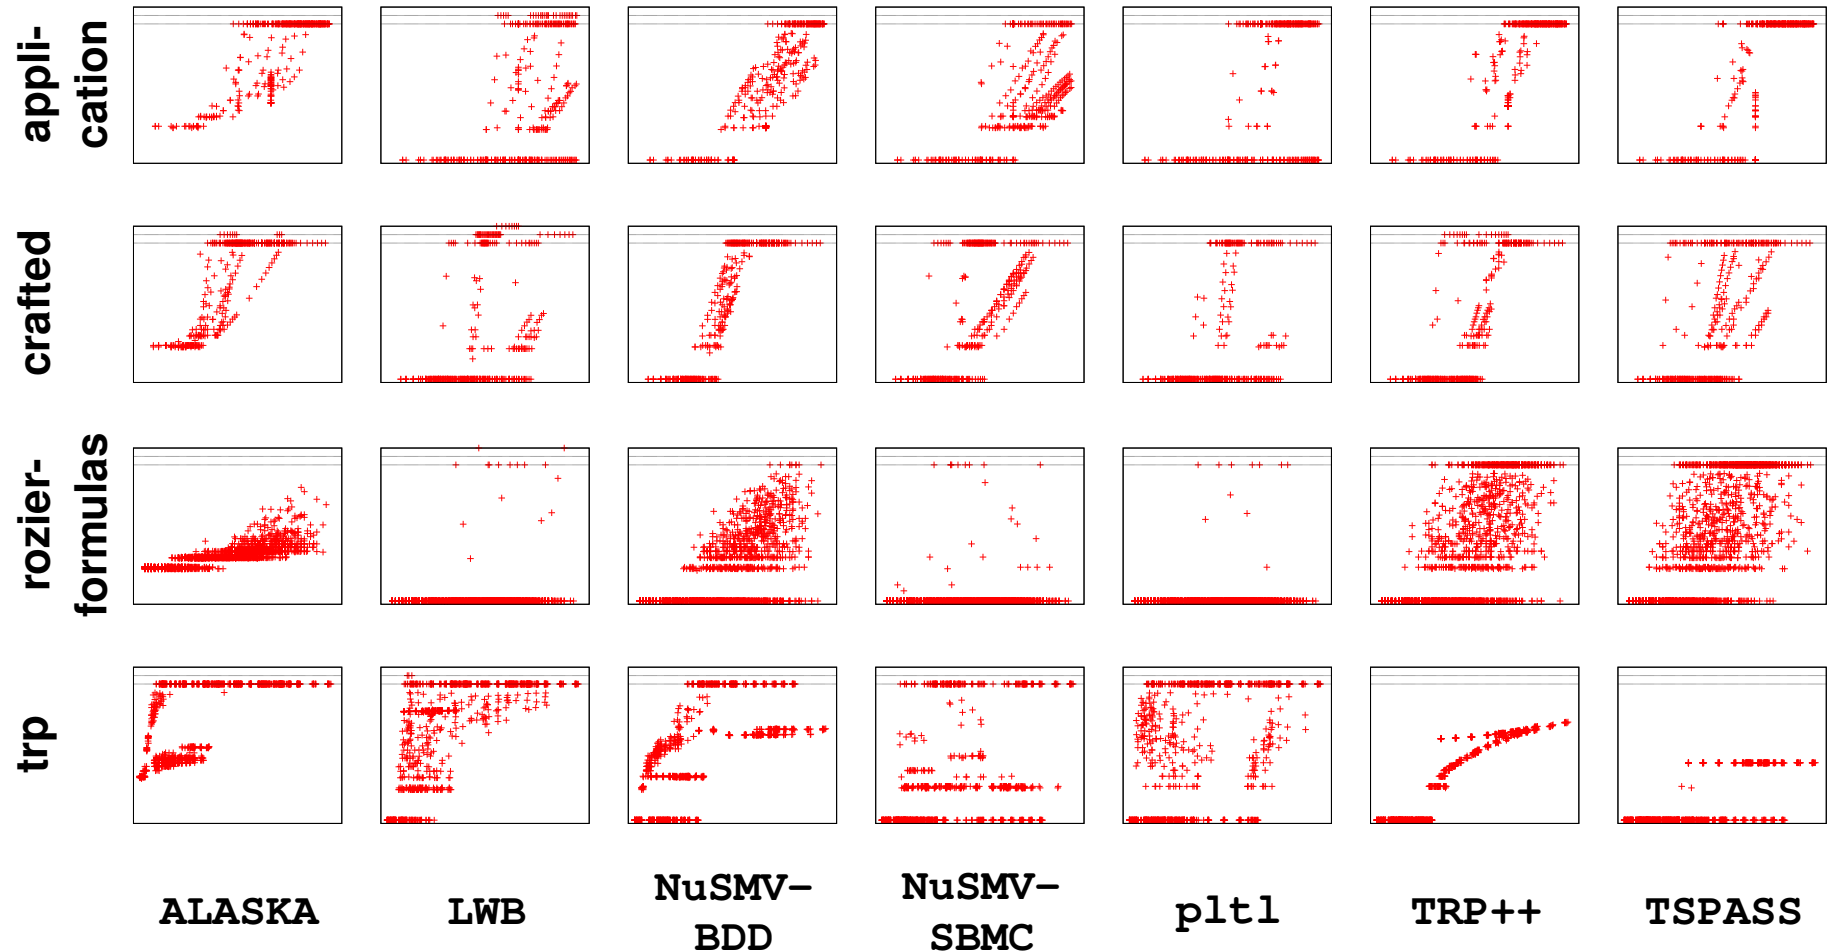 appli-
cation
crafted
rozier-
formulas
trp
ALASKA
LWB
NuSMV-
BDD
NuSMV-
SBMC
pltl
TRP++
TSPASS